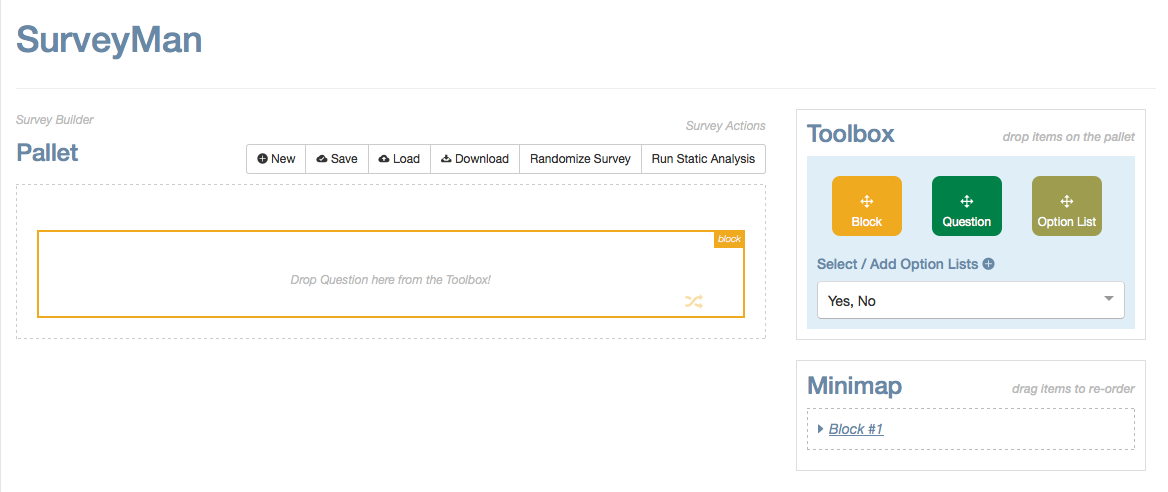 SurveyMan
Survey Builder
Survey Actions
Pallet
New Save Load Download Randomize Survey Run Static Analysis
block
Drop Question here from the Toolbox!
Toolbox drop items on the pallet
Block Question Option List
Select / Add Option Lists
Yes, No
Minimap drag items to re-order
Block #1